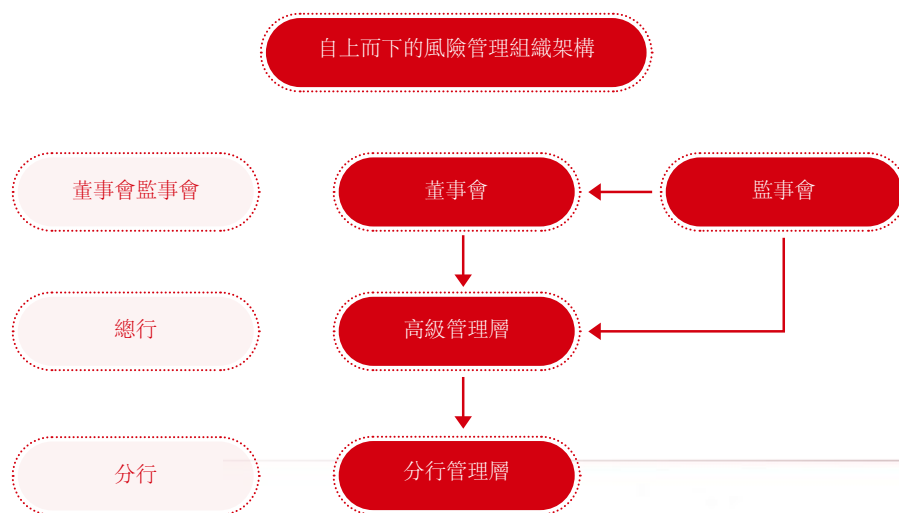 自上而下的風險管理組織架構
董事會監事會
董事會
監事會
總行
高級管理層
分行
分行管理層